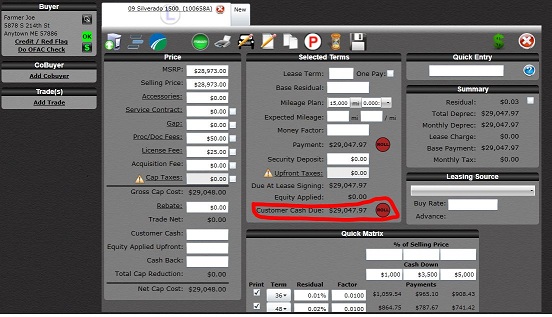 Buyer
Farmer Joe
5878 S 214th St
Anytown ME 57886
OK
Credit / Red Flag
Do OFAC Check
S
CoBuyer
Add Cobuyer
Trade(s)
Add Trade
09 Silverado 1500 (100658A)
New
Price
MSRP: $28,973.00
Selling Price: $28,973.00
Accessories: $0.00
Service Contract: $0.00
Gap: $0.00
Proc/Doc Fees: $50.00
License Fee: $25.00
Acquisition Fee: $0.00
Cap Taxes: $0.00
Gross Cap Cost: $29,048.00
Rebate: $0.00
Trade Net: $0.00
Customer Cash: $0.00
Equity Applied Upfront: $0.00
Cash Back: $0.00
Total Cap Reduction: $0.00
Net Cap Cost: $29,048.00
Selected Terms
Lease Term: One Pay:
Base Residual:
Mileage Plan: 15,000 mi 0.000
Expected Mileage: mi / mi
Money Factor:
Payment: $29,047.97 ROLL
Security Deposit: $0.00
Upfront Taxes: $0.00
Due At Lease Signing: $29,047.97
Equity Applied: $0.00
Customer Cash Due: $29,047.97 ROLL
Quick Matrix
% of Selling Price
Cash Down
$1,000 $3,500 $5,000
Print Term Residual Factor Payments
36 0.01% 0.0100 $1,059.54 $965.10 $908.43
48 0.02% 0.0100 $864.75 $787.67 $741.42
Quick Entry
Summary
Residual: $0.03
Total Deprec: $29,047.97
Monthly Deprec: $29,047.97
Lease Charge: $0.00
Base Payment: $29,047.97
Monthly Tax: $0.00
Leasing Source
Buy Rate:
Advance: